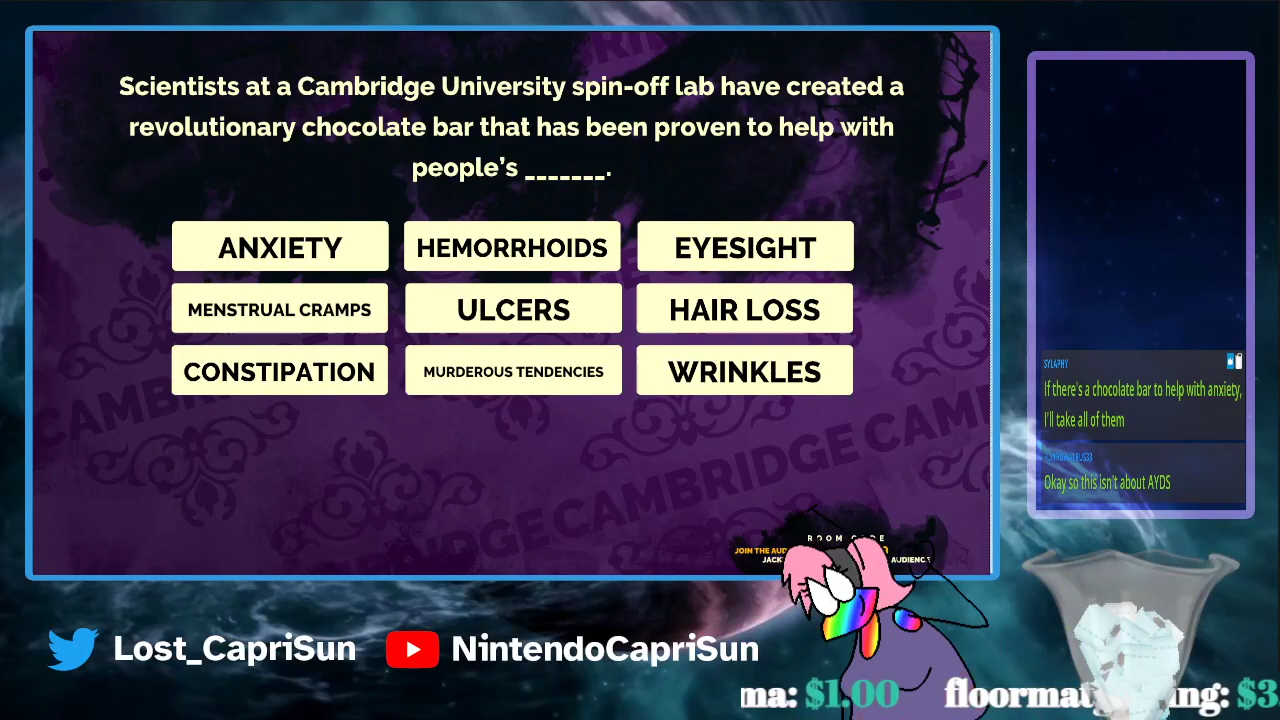 Scientists at a Cambridge University spin-off lab have created a
revolutionary chocolate bar that has been proven to help with
people's _______.
ANXIETY
HEMORRHOIDS
EYESIGHT
MENSTRUAL CRAMPS
ULCERS
HAIR LOSS
CONSTIPATION
MURDEROUS TENDENCIES
WRINKLES
CAMBRIDGE CAMBRIDGE
ROOM CODE
JOIN THE AUD
JACK
AUDIENCE
SYLAPHY
If there's a chocolate bar to help with anxiety,
I'll take all of them
Okay so this isn't about AYDS
Lost_CapriSun
NintendoCapriSun
ma: $1.00
floormat
ng: $3